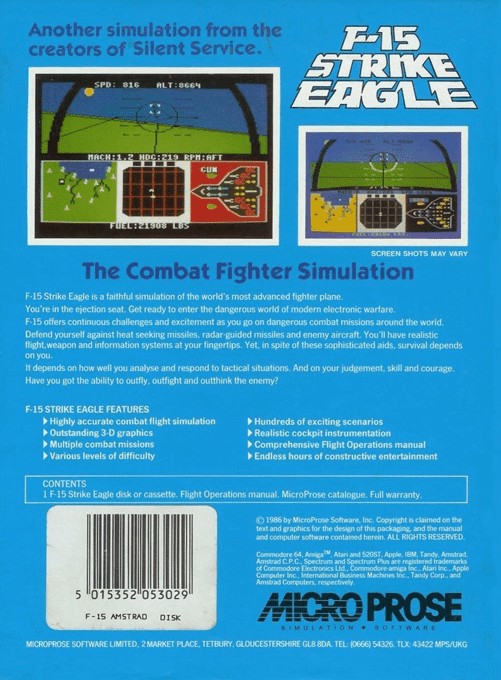 Another simulation from the
creators of Silent Service.
F-15
STRIKE
EAGLE
SPD: 816 ALT:8664
MACH:1.2 HDG:219 RPM:AFT
GUN
FUEL:21908 LBS
SCREEN SHOTS MAY VARY
The Combat Fighter Simulation
F-15 Strike Eagle is a faithful simulation of the world's most advanced fighter plane.
You're in the ejection seat. Get ready to enter the dangerous world of modern electronic warfare.
F-15 offers continuous challenges and excitement as you go on dangerous combat missions around the world.
Defend yourself against heat seeking missiles, radar-guided missiles and enemy aircraft. You'll have realistic
flight,weapon and information systems at your fingertips. Yet, in spite of these sophisticated aids, survival depends
on you.
It depends on how well you analyse and respond to tactical situations. And on your judgement, skill and courage.
Have you got the ability to outfly, outfight and outthink the enemy?
F-15 STRIKE EAGLE FEATURES
Highly accurate combat flight simulation
Outstanding 3-D graphics
Multiple combat missions
Various levels of difficulty
Hundreds of exciting scenarios
Realistic cockpit instrumentation
Comprehensive Flight Operations manual
Endless hours of constructive entertainment
CONTENTS
1 F-15 Strike Eagle disk or cassette. Flight Operations manual. MicroProse catalogue. Full warranty.
5 015352 053029
F-15 AMSTRAD DISK
© 1986 by MicroProse Software, Inc. Copyright is claimed on the
text and graphics for the design of this packaging, and the manual
and computer software contained herein. ALL RIGHTS RESERVED.
Commodore 64, Amiga™, Atari and 520ST, Apple, IBM, Tandy, Amstrad,
Amstrad C.P.C., Spectrum and Spectrum Plus are registered trademarks
of Commodore Electronics Ltd., Commodore-amiga Inc., Atari Inc., Apple
Computer Inc., International Business Machines Inc., Tandy Corp., and
Amstrad Computers, respectively.
MICRO PROSE
SIMULATION • SOFTWARE
MICROPROSE SOFTWARE LIMITED, 2 MARKET PLACE, TETBURY, GLOUCESTERSHIRE GL8 8DA. TEL: (0666) 54326. TLX: 43422 MPS/UKG